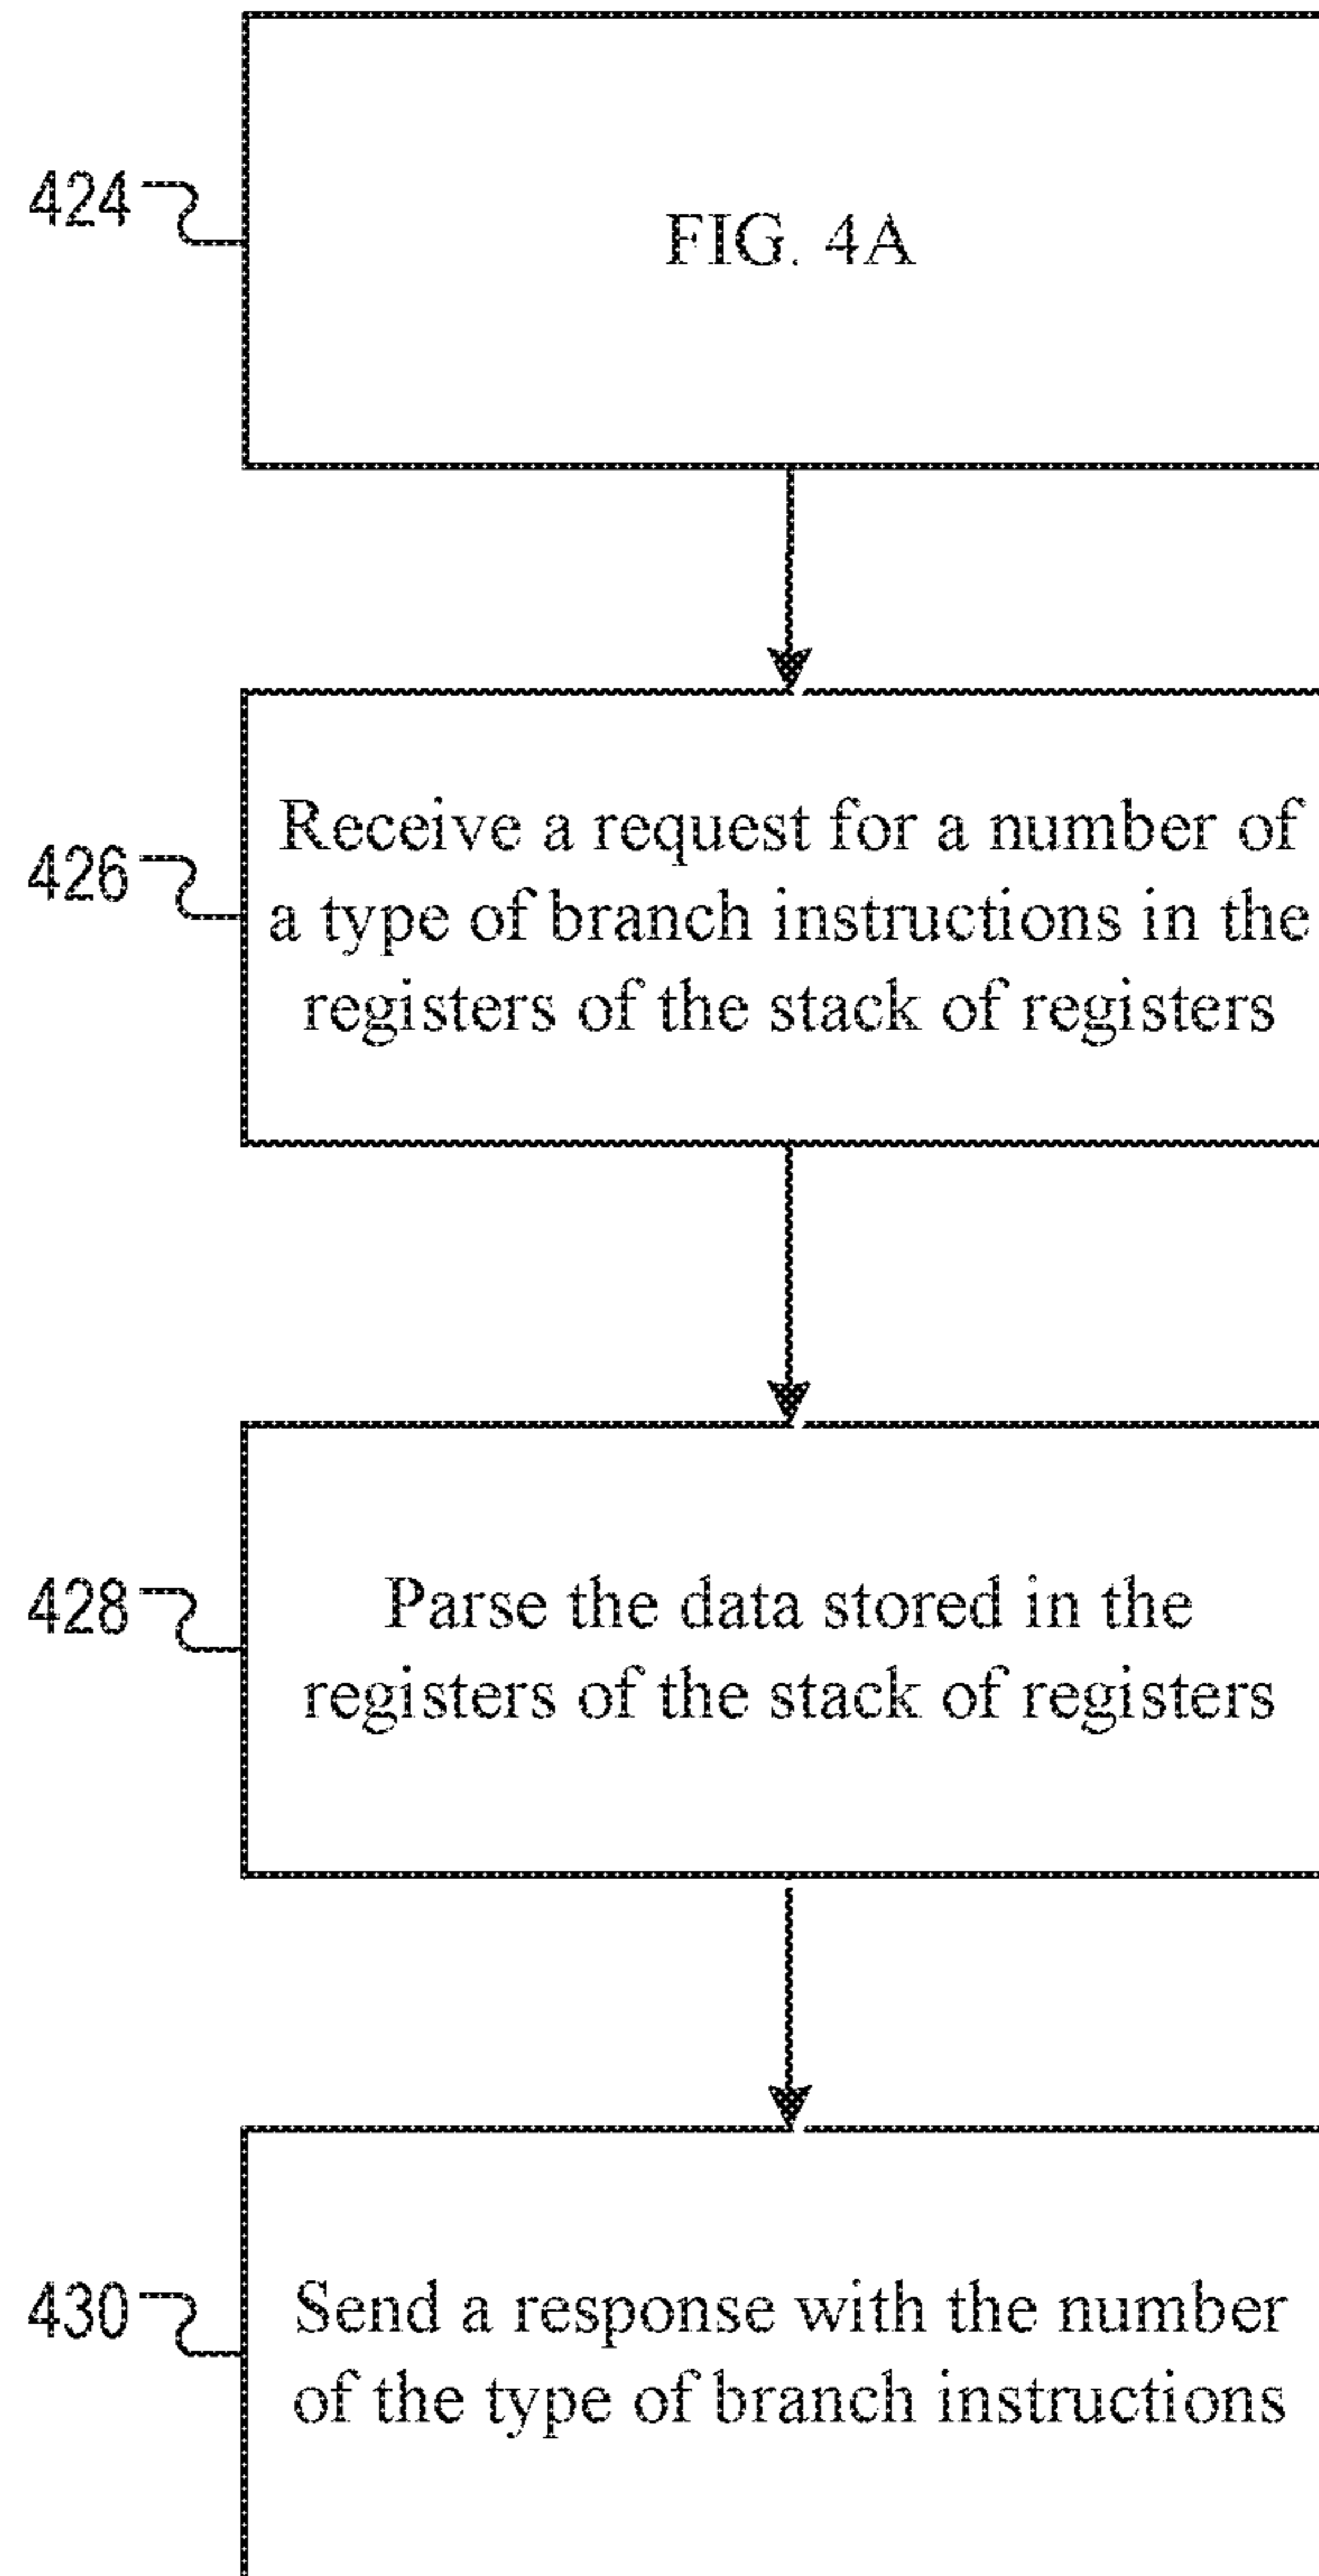 424
FIG. 4A
426
Receive a request for a number of
a type of branch instructions in the
registers of the stack of registers
428
Parse the data stored in the
registers of the stack of registers
430
Send a response with the number
of the type of branch instructions